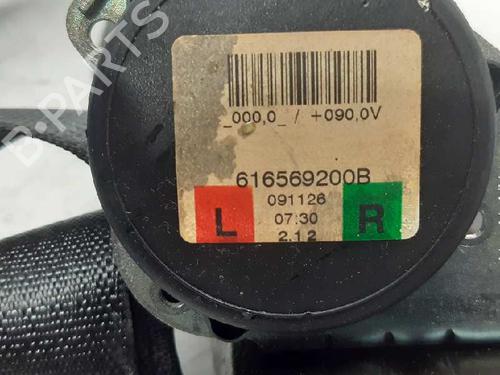 _000,0_ / +090,0V
616569200B
091126
L 07:30 R
2.1 2
B-PARTS